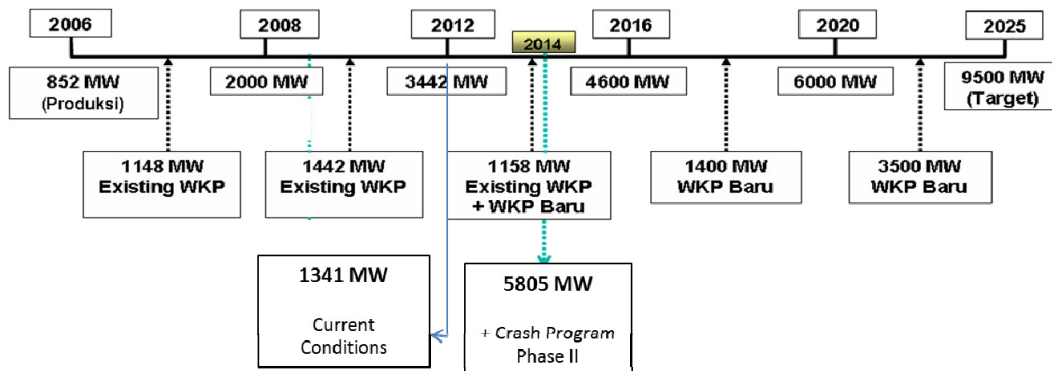 2006
2008
2012
2014
2016
2020
2025
852 MW
(Produksi)
2000 MW
3442 MW
4600 MW
6000 MW
9500 MW
(Target)
1148 MW
Existing WKP
1442 MW
Existing WKP
1158 MW
Existing WKP
+ WKP Baru
1400 MW
WKP Baru
3500 MW
WKP Baru
1341 MW
Current
Conditions
5805 MW
+ Crash Program
Phase II